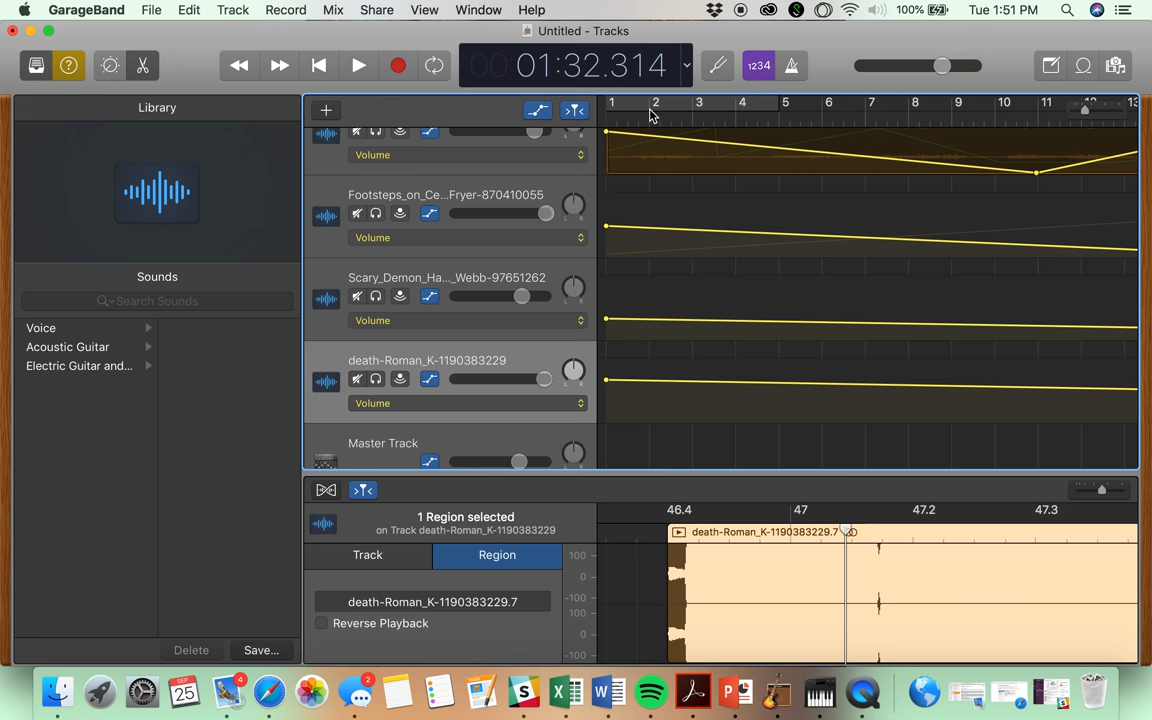 GarageBand File Edit Track Record Mix Share View Window Help 100% Tue 1:51 PM
Untitled - Tracks
01:32.314 1234
Library
1 2 3 4 5 6 7 8 9 10 11 12 13
Volume
Footsteps_on_Ce...Fryer-870410055
L R
Volume
Sounds
Scary_Demon_Ha..._Webb-97651262
Search Sounds
L R
Volume
Voice
Acoustic Guitar
Electric Guitar and...
death-Roman_K-1190383229
L R
Volume
Master Track
1 Region selected
on Track death-Roman_K-1190383229
46.4 47 47.2 47.3
death-Roman_K-1190383229.7
Track Region
100
0
-100
100
0
-100
death-Roman_K-1190383229.7
Reverse Playback
Delete Save...
SEP
25
4
2